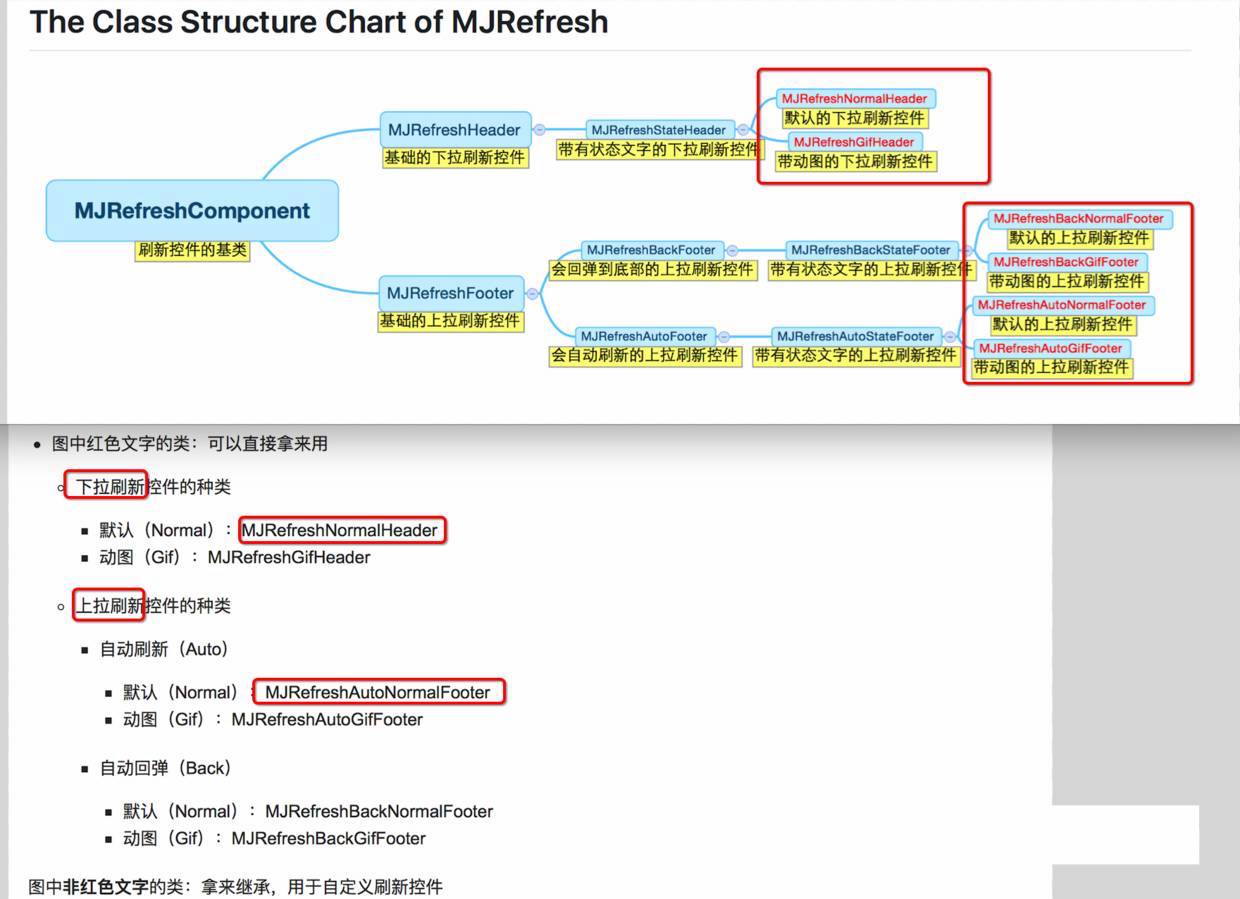 The Class Structure Chart of MJRefresh
MJRefreshComponent
刷新控件的基类
MJRefreshHeader
基础的下拉刷新控件
MJRefreshStateHeader
带有状态文字的下拉刷新控件
MJRefreshNormalHeader
默认的下拉刷新控件
MJRefreshGifHeader
带动图的下拉刷新控件
MJRefreshFooter
基础的上拉刷新控件
MJRefreshBackFooter
会回弹到底部的上拉刷新控件
MJRefreshBackStateFooter
带有状态文字的上拉刷新控件
MJRefreshBackNormalFooter
默认的上拉刷新控件
MJRefreshBackGifFooter
带动图的上拉刷新控件
MJRefreshAutoFooter
会自动刷新的上拉刷新控件
MJRefreshAutoStateFooter
带有状态文字的上拉刷新控件
MJRefreshAutoNormalFooter
默认的上拉刷新控件
MJRefreshAutoGifFooter
带动图的上拉刷新控件
图中红色文字的类：可以直接拿来用
下拉刷新控件的种类
默认（Normal）：MJRefreshNormalHeader
动图（Gif）：MJRefreshGifHeader
上拉刷新控件的种类
自动刷新（Auto）
默认（Normal）：MJRefreshAutoNormalFooter
动图（Gif）：MJRefreshAutoGifFooter
自动回弹（Back）
默认（Normal）：MJRefreshBackNormalFooter
动图（Gif）：MJRefreshBackGifFooter
图中非红色文字的类：拿来继承，用于自定义刷新控件